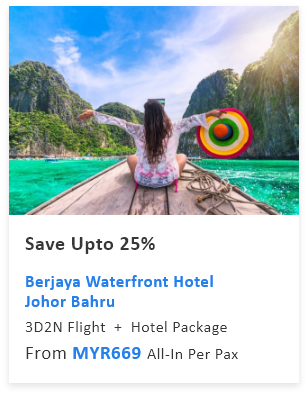 Save Upto 25%
Berjaya Waterfront Hotel
Johor Bahru
3D2N Flight + Hotel Package
From MYR669 All-In Per Pax